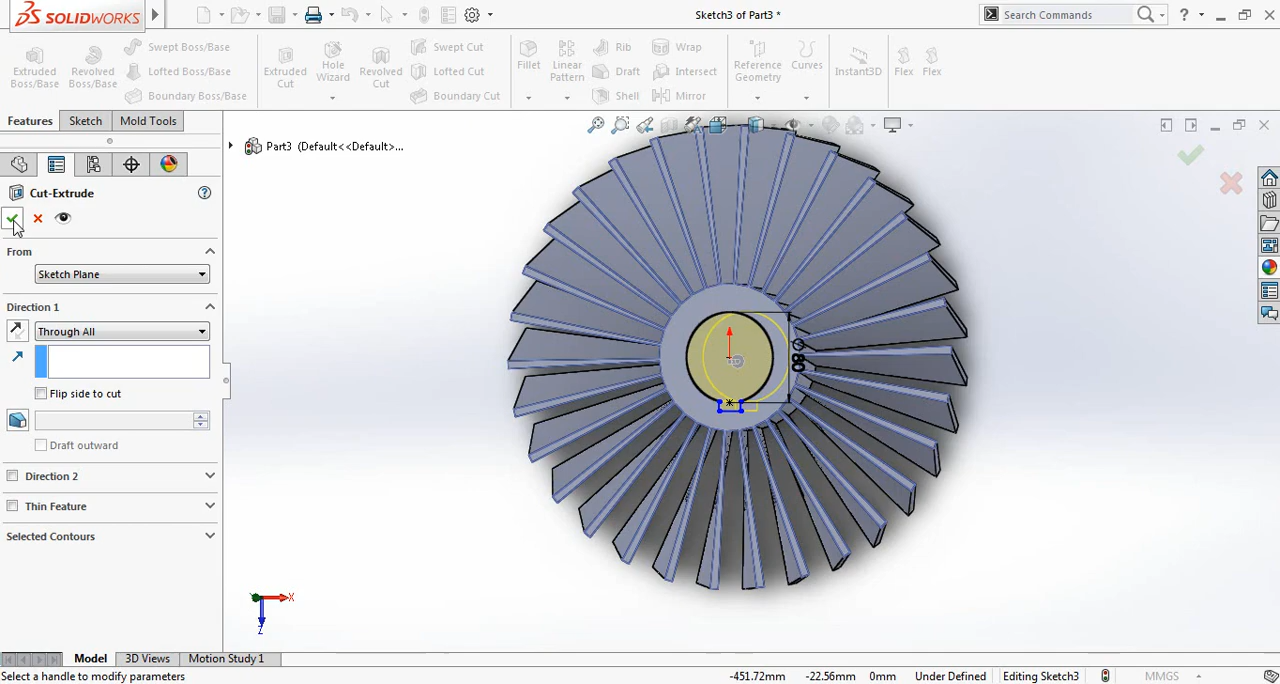 SOLIDWORKS
Sketch3 of Part3 *
Search Commands
?
Extruded Boss/Base
Revolved Boss/Base
Swept Boss/Base
Lofted Boss/Base
Boundary Boss/Base
Extruded Cut
Hole Wizard
Revolved Cut
Swept Cut
Lofted Cut
Boundary Cut
Fillet
Linear Pattern
Rib
Draft
Shell
Wrap
Intersect
Mirror
Reference Geometry
Curves
Instant3D
Flex
Flex
Features
Sketch
Mold Tools
Part3 (Default<<Default>...
Cut-Extrude
?
From
Sketch Plane
Direction 1
Through All
Flip side to cut
Draft outward
Direction 2
Thin Feature
Selected Contours
80
X
Z
Model
3D Views
Motion Study 1
Select a handle to modify parameters
-451.72mm
-22.56mm
0mm
Under Defined
Editing Sketch3
MMGS